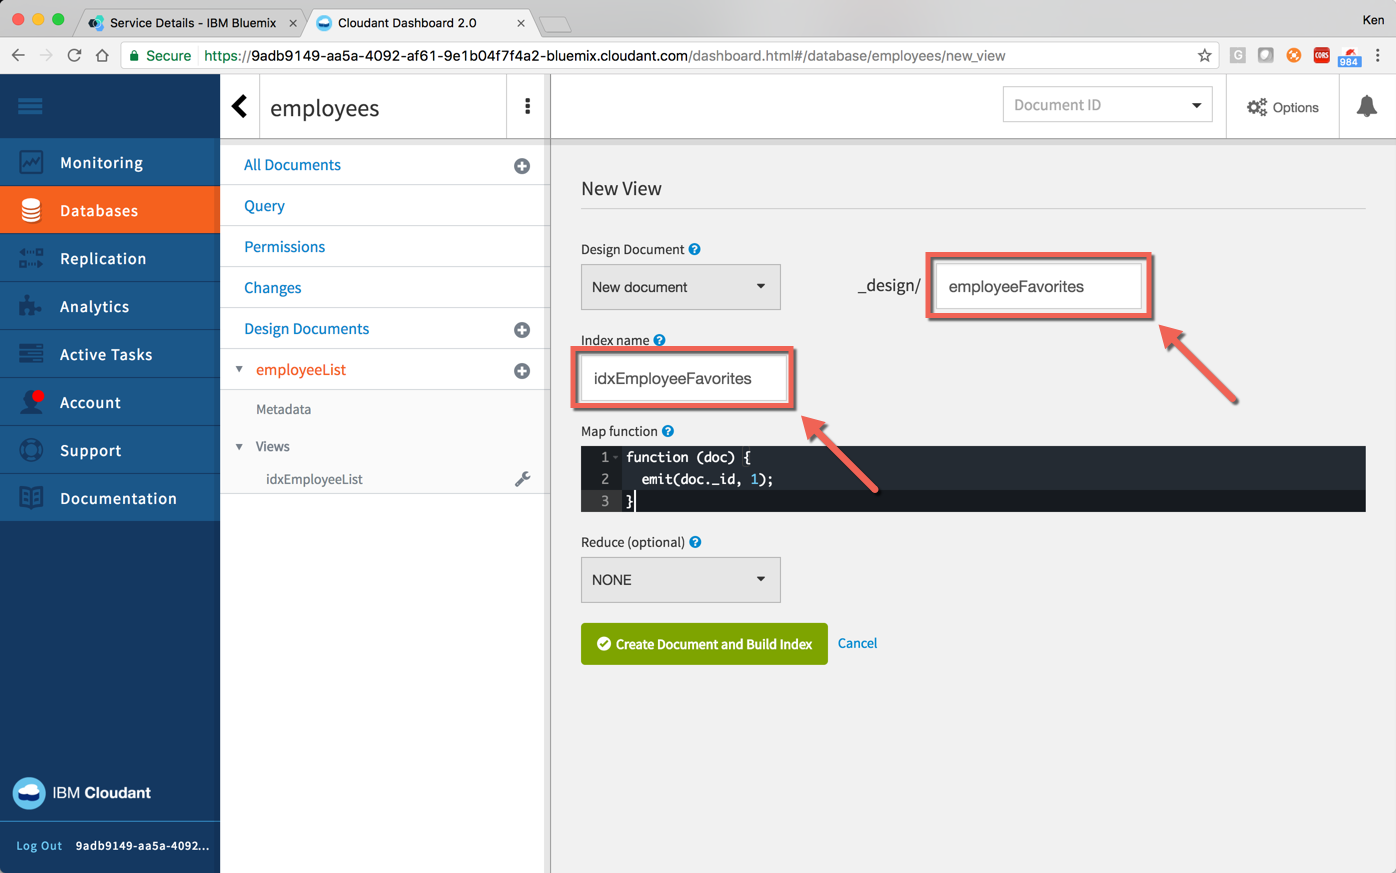 Service Details - IBM Bluemix
Cloudant Dashboard 2.0
Ken
Secure
https://9adb9149-aa5a-4092-af61-9e1b04f7f4a2-bluemix.cloudant.com/dashboard.html#/database/employees/new_view
G
CORS
984
employees
Document ID
Options
Monitoring
Databases
Replication
Analytics
Active Tasks
Account
Support
Documentation
IBM Cloudant
Log Out 9adb9149-aa5a-4092...
All Documents
Query
Permissions
Changes
Design Documents
employeeList
Metadata
Views
idxEmployeeList
New View
Design Document ?
New document
_design/ employeeFavorites
Index name ?
idxEmployeeFavorites
Map function ?
1 function (doc) {
2 emit(doc._id, 1);
3 }
Reduce (optional) ?
NONE
Create Document and Build Index
Cancel